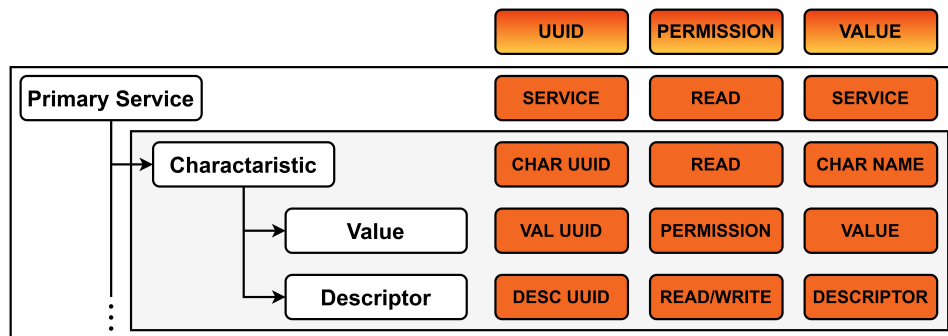 UUID PERMISSION VALUE
Primary Service SERVICE READ SERVICE
Charactaristic CHAR UUID READ CHAR NAME
Value VAL UUID PERMISSION VALUE
Descriptor DESC UUID READ/WRITE DESCRIPTOR